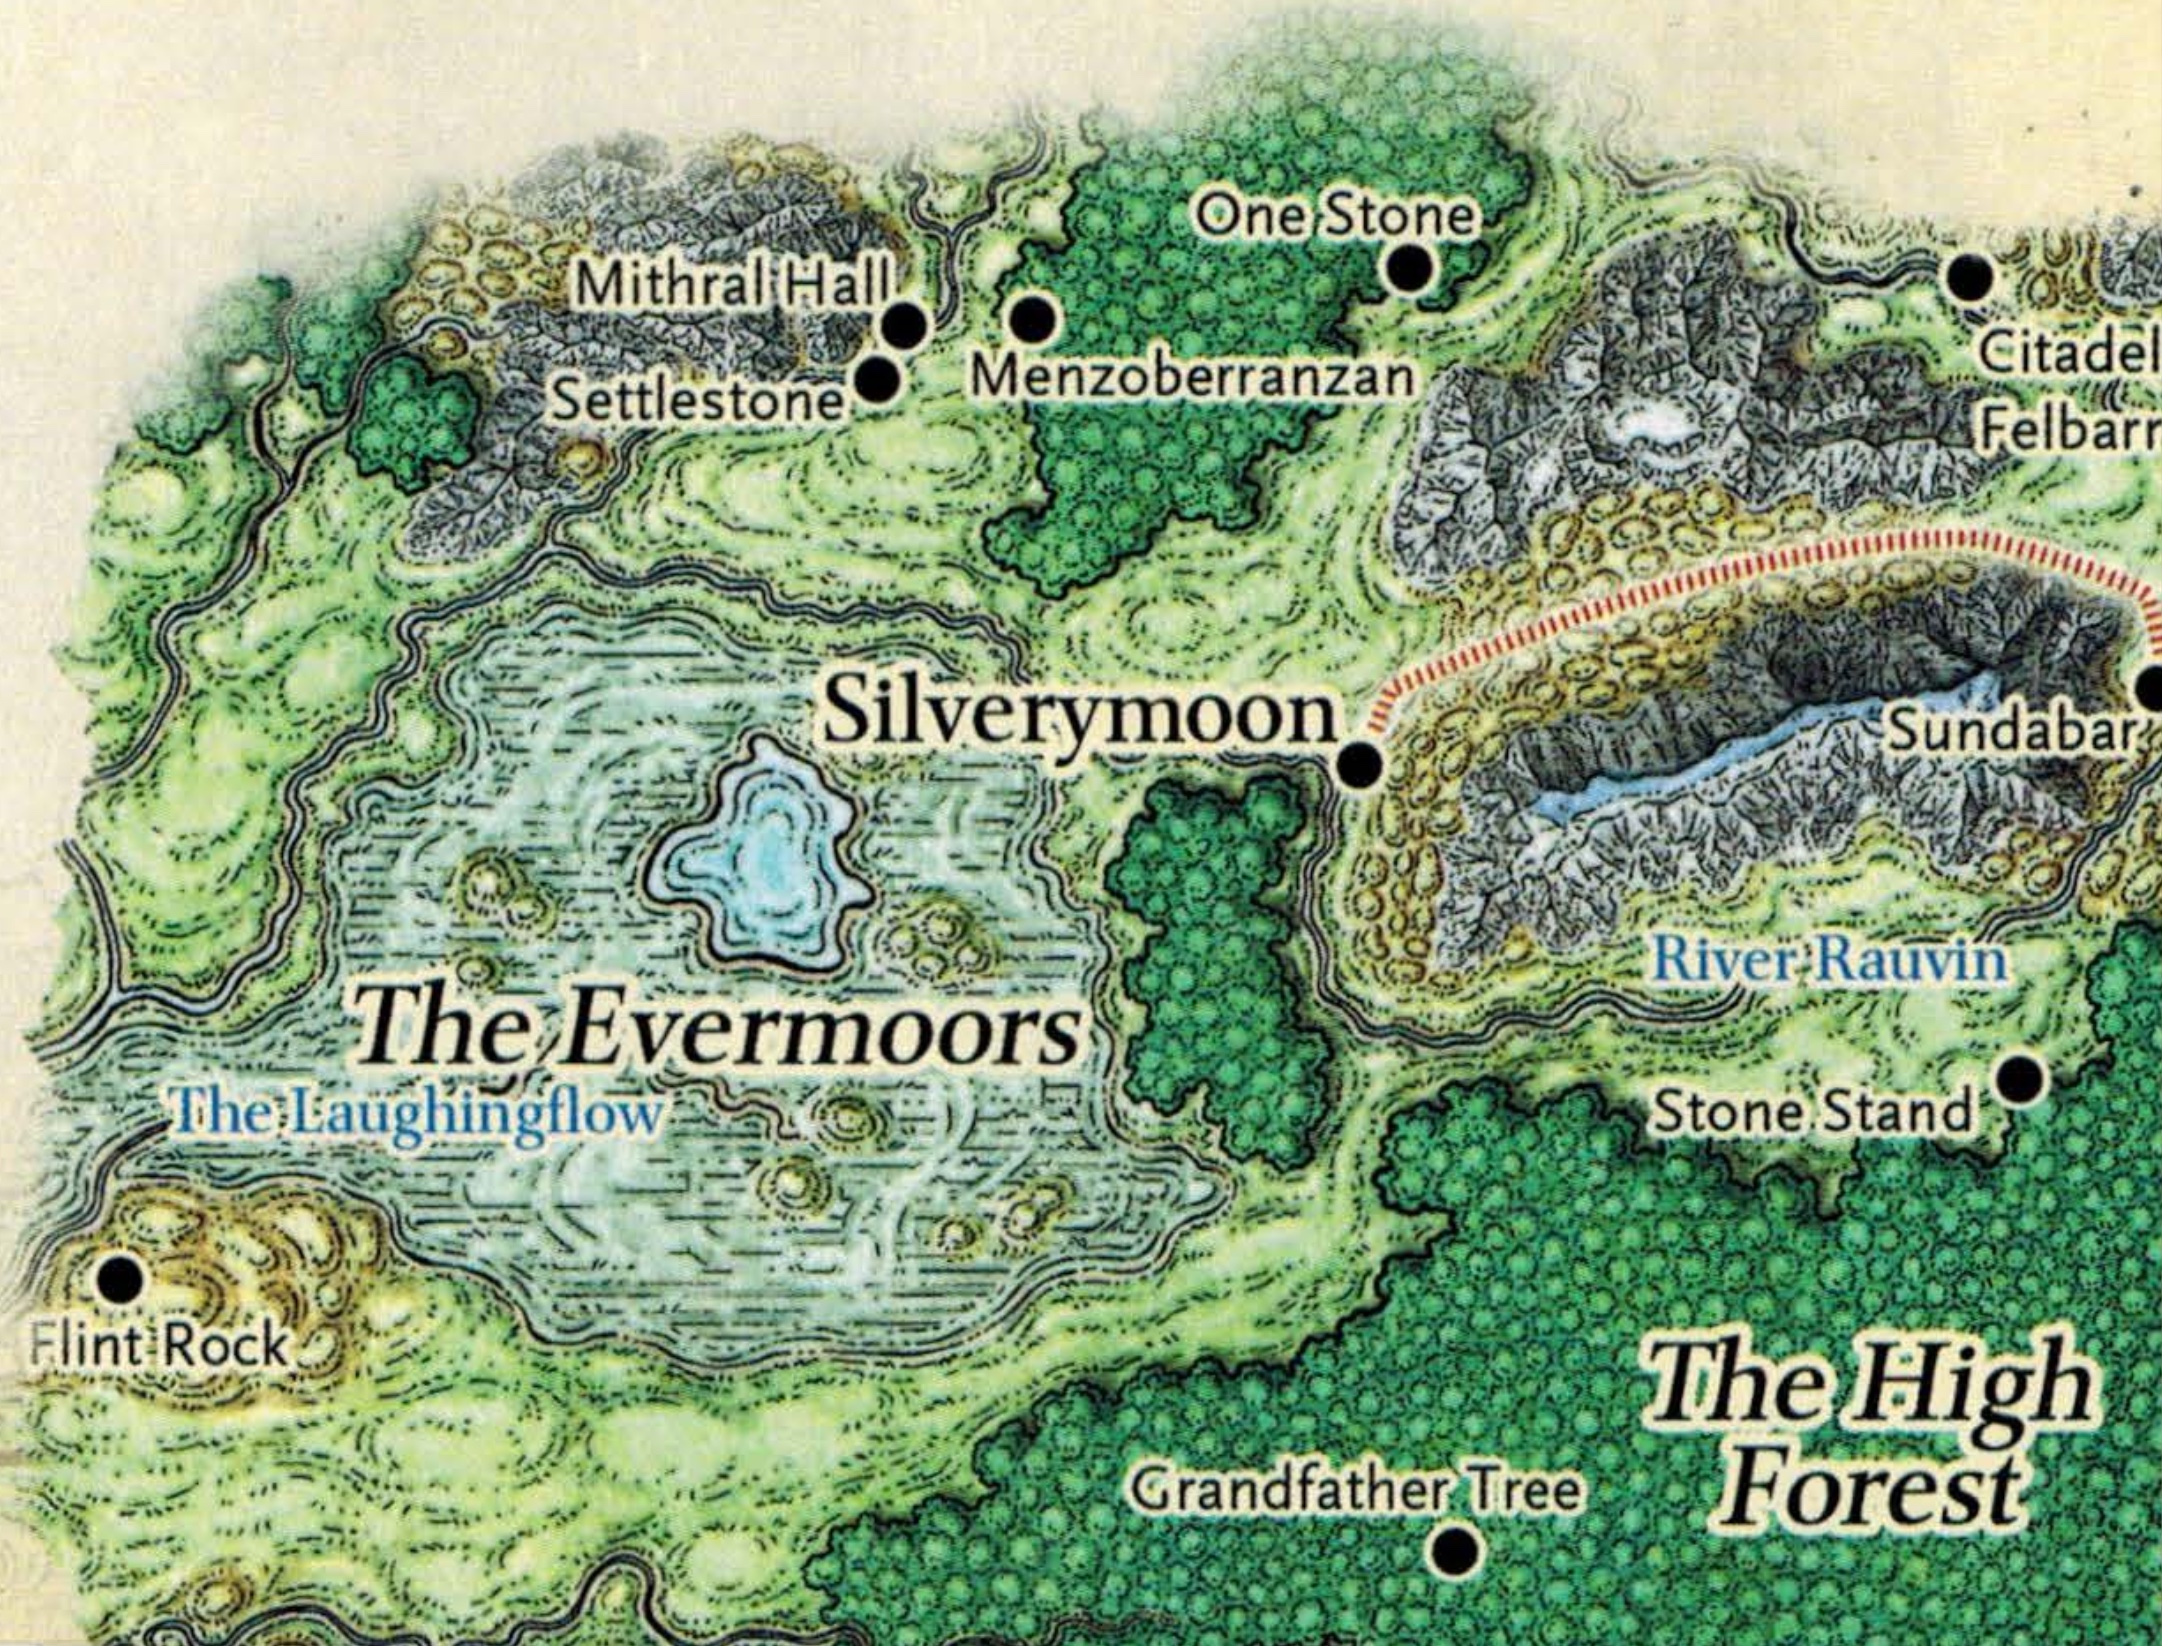 One Stone
Mithral Hall
Menzoberranzan
Settlestone
Citadel
Felbarr
Silverymoon
Sundabar
River Rauvin
The Evermoors
The Laughingflow
Stone Stand
Flint Rock
The High
Forest
Grandfather Tree